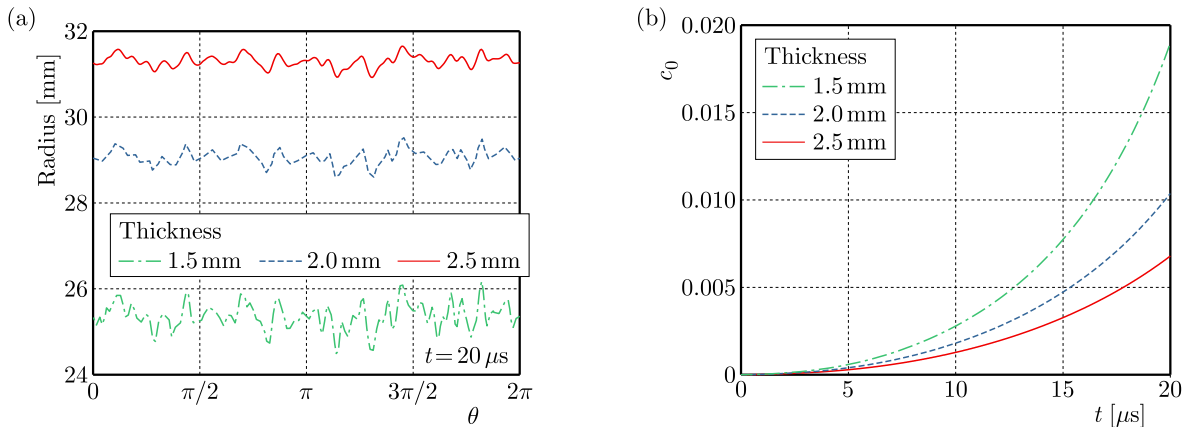 (a)
32
30
28
26
24
Radius [mm]
Thickness
1.5 mm 2.0 mm 2.5 mm
t = 20 μs
0 π/2 π 3π/2 2π
θ
(b)
0.020
0.015
0.010
0.005
0
c₀
Thickness
1.5 mm
2.0 mm
2.5 mm
0 5 10 15 20
t [μs]